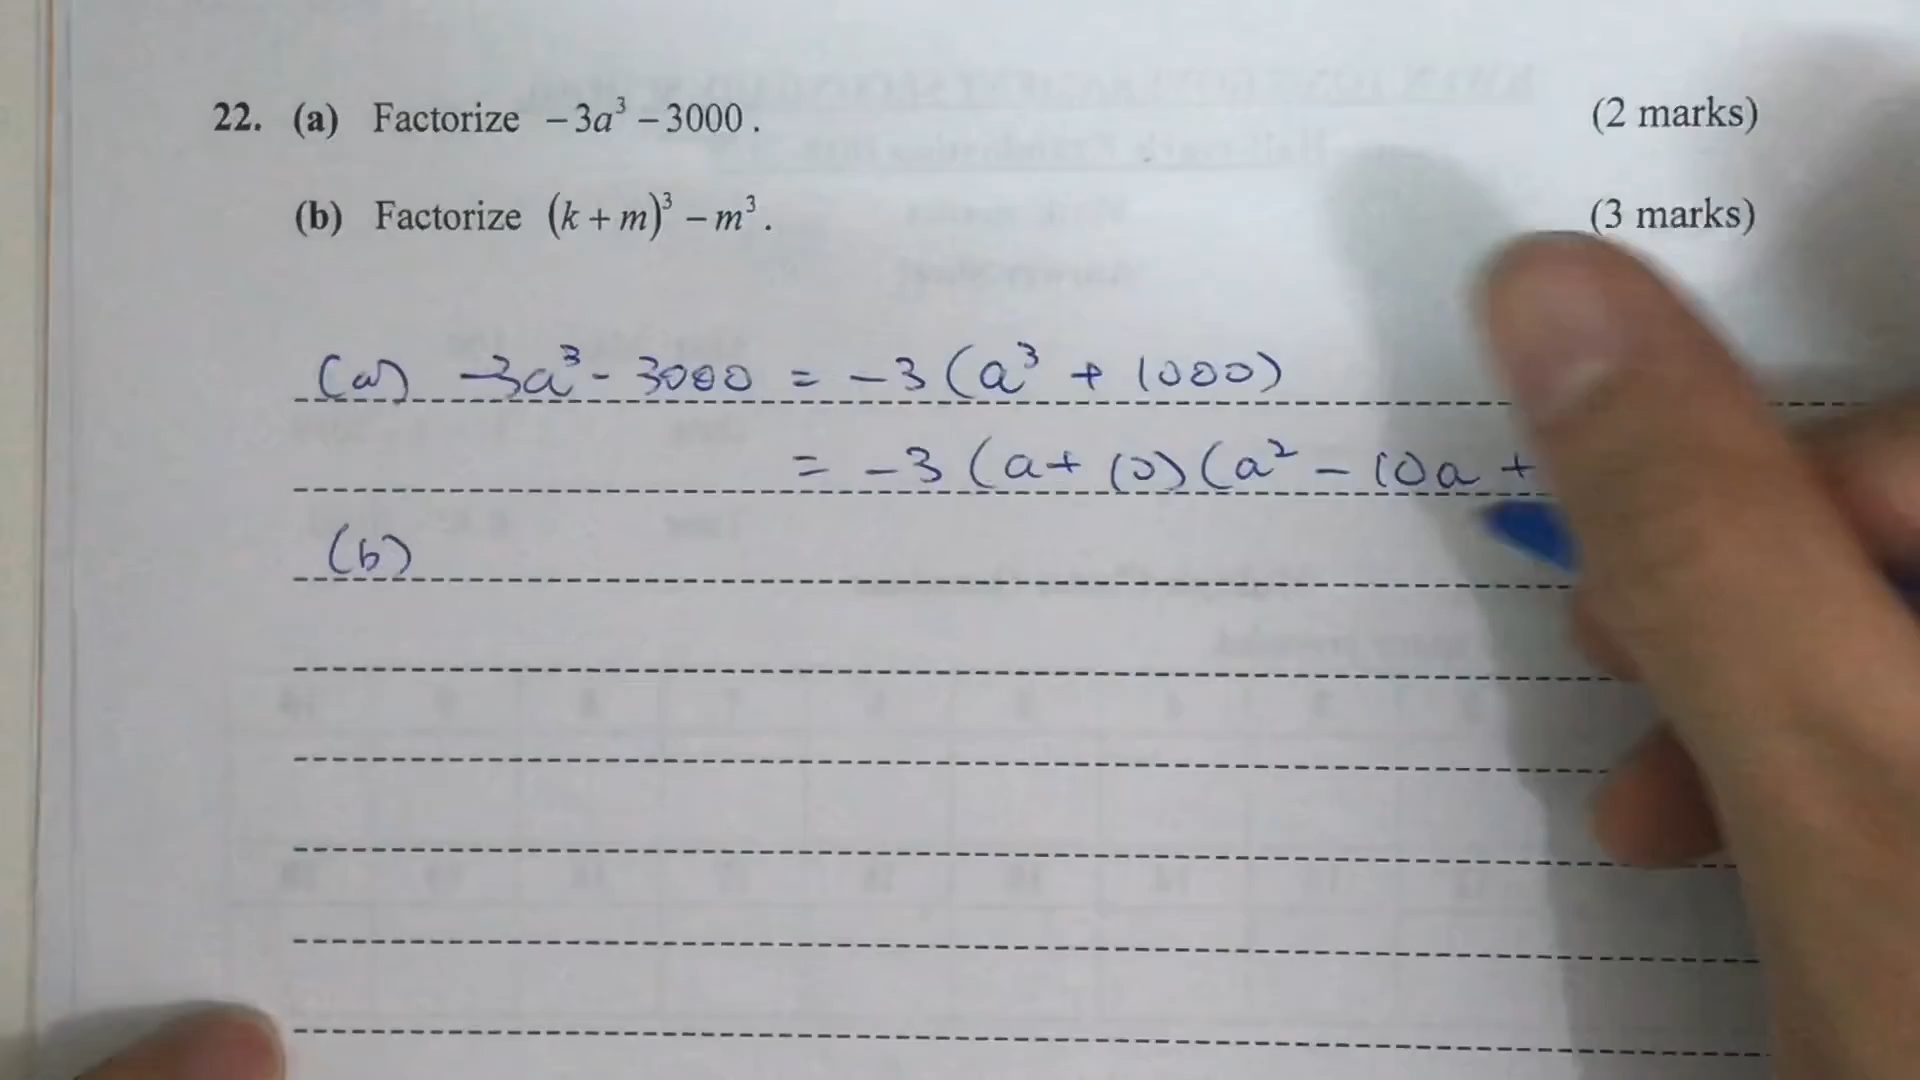 22. (a) Factorize −3a³ − 3000. (2 marks)
(b) Factorize (k + m)³ − m³. (3 marks)
(a) -3a³ - 3000 = -3 (a³ + 1000)
= -3 (a + 10)(a² - 10a +
(b)